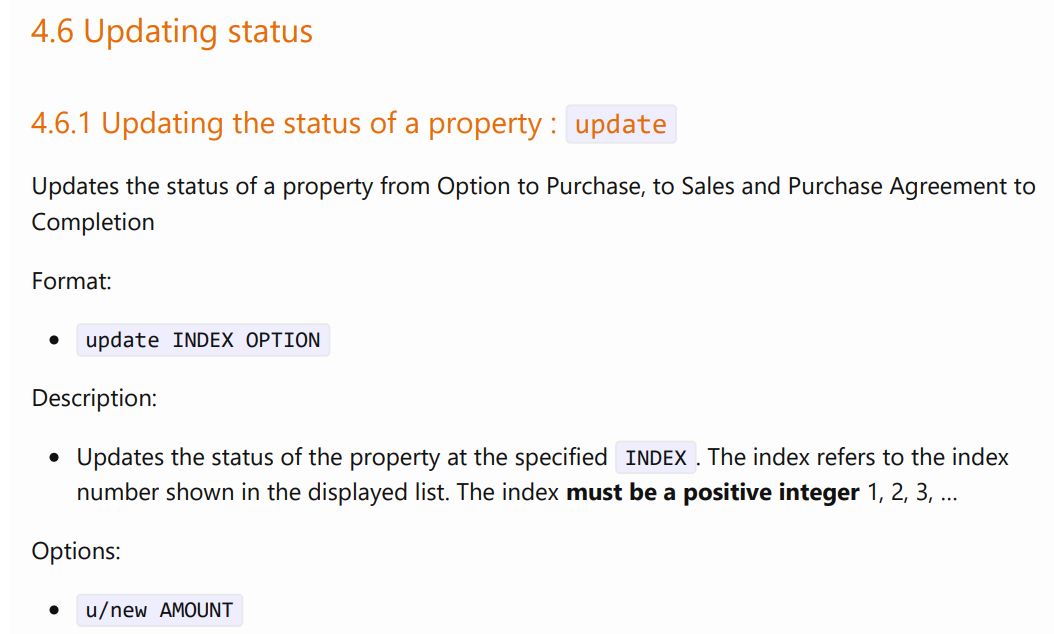 4.6 Updating status
4.6.1 Updating the status of a property : update
Updates the status of a property from Option to Purchase, to Sales and Purchase Agreement to
Completion
Format:
• update INDEX OPTION
Description:
• Updates the status of the property at the specified INDEX. The index refers to the index
number shown in the displayed list. The index must be a positive integer 1, 2, 3, …
Options:
• u/new AMOUNT